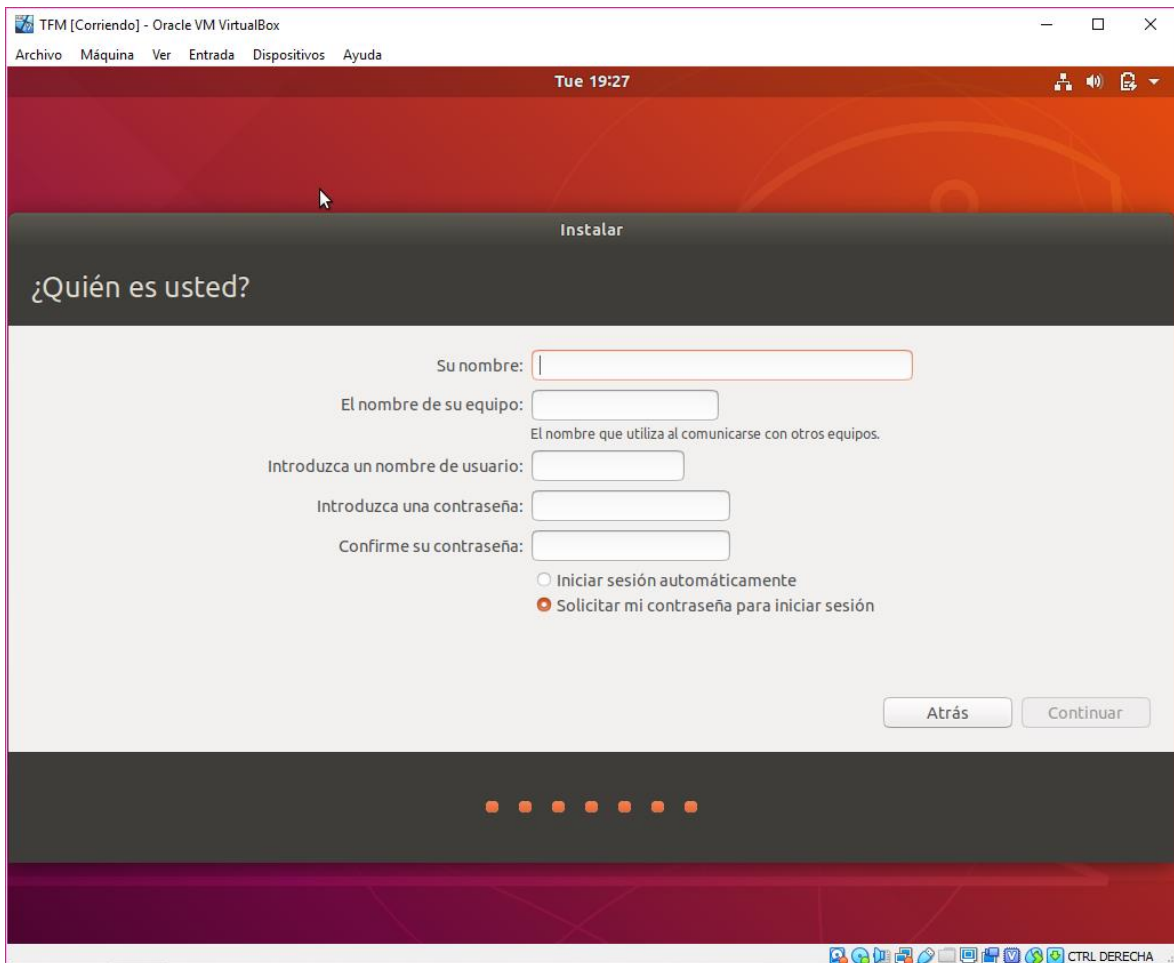 TFM [Corriendo] - Oracle VM VirtualBox
Archivo Máquina Ver Entrada Dispositivos Ayuda
Tue 19:27
Instalar
¿Quién es usted?
Su nombre:
El nombre de su equipo:
El nombre que utiliza al comunicarse con otros equipos.
Introduzca un nombre de usuario:
Introduzca una contraseña:
Confirme su contraseña:
Iniciar sesión automáticamente
Solicitar mi contraseña para iniciar sesión
Atrás Continuar
CTRL DERECHA